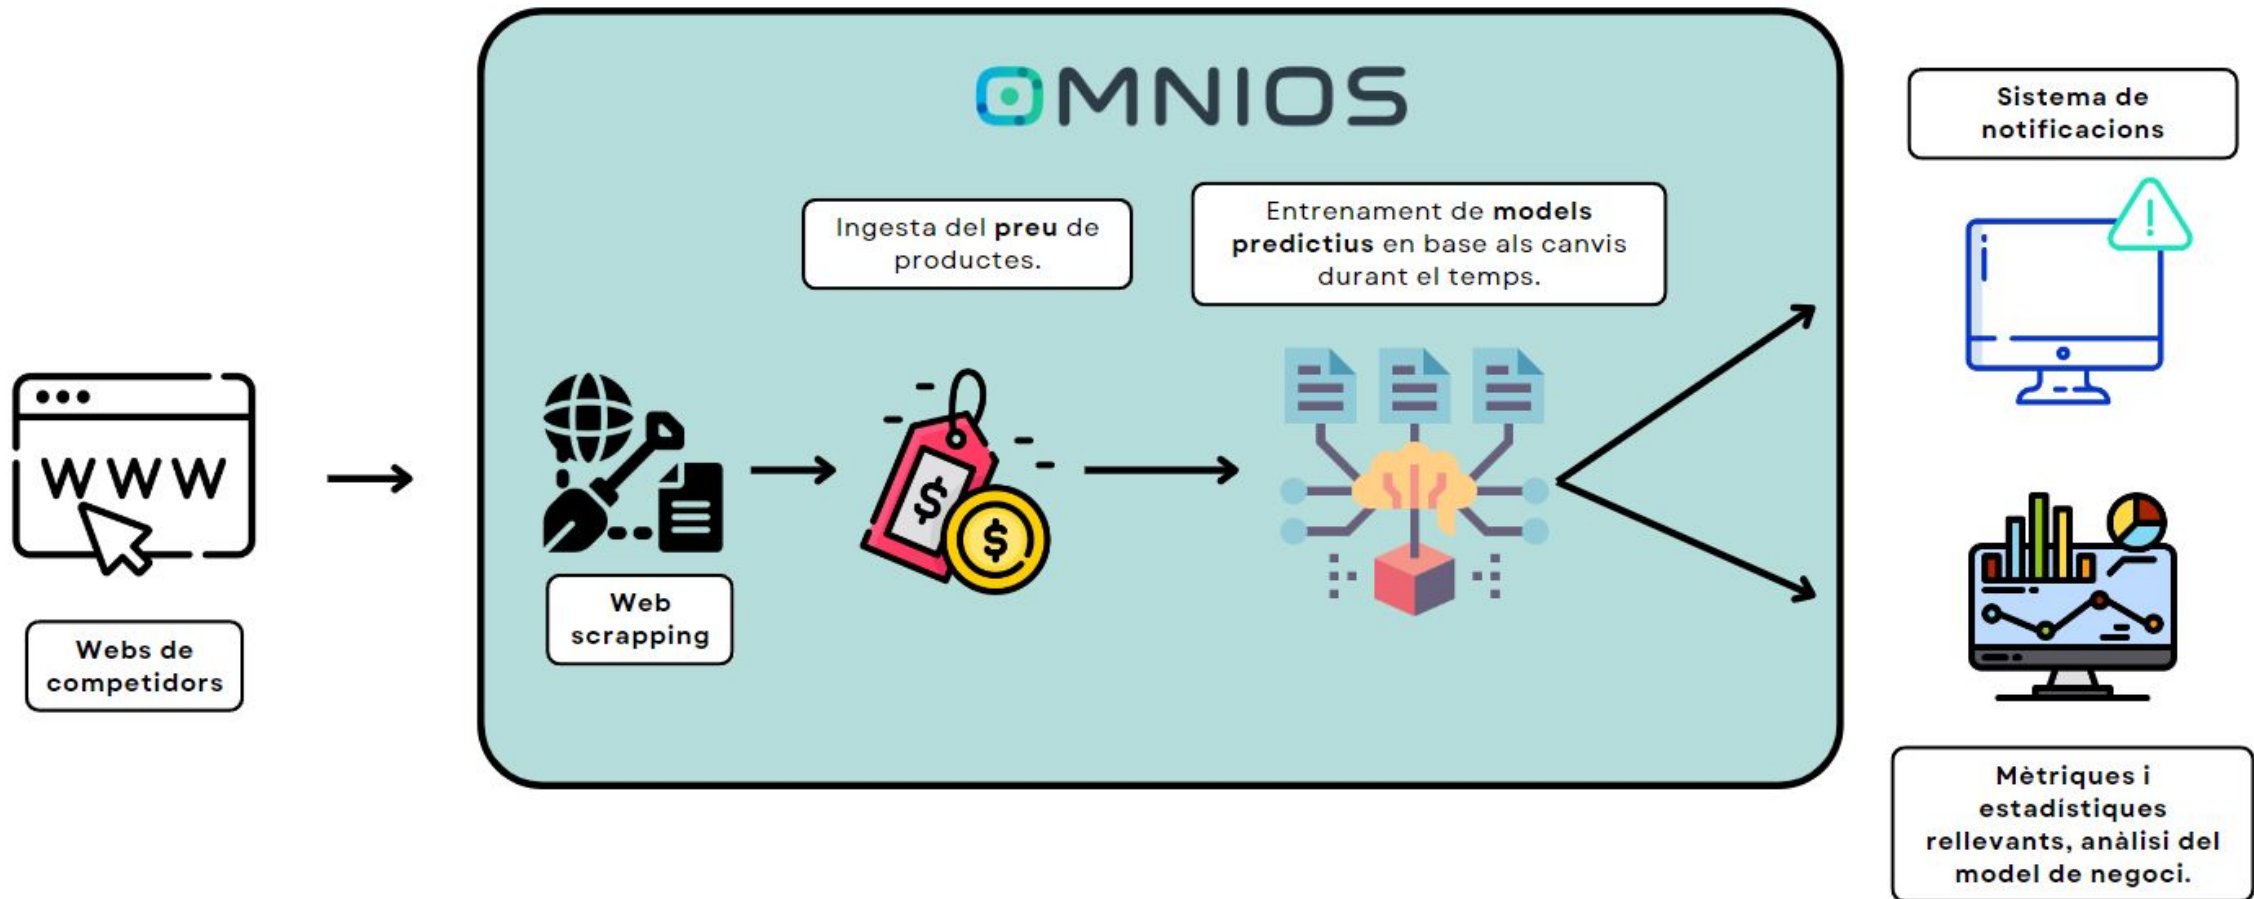 OMNIOS
Sistema de
notificacions
Ingesta del preu de
productes.
Entrenament de models
predictius en base als canvis
durant el temps.
WWW
$
$
Web
scrapping
Webs de
competidors
Mètriques i
estadístiques
rellevants, anàlisi del
model de negoci.